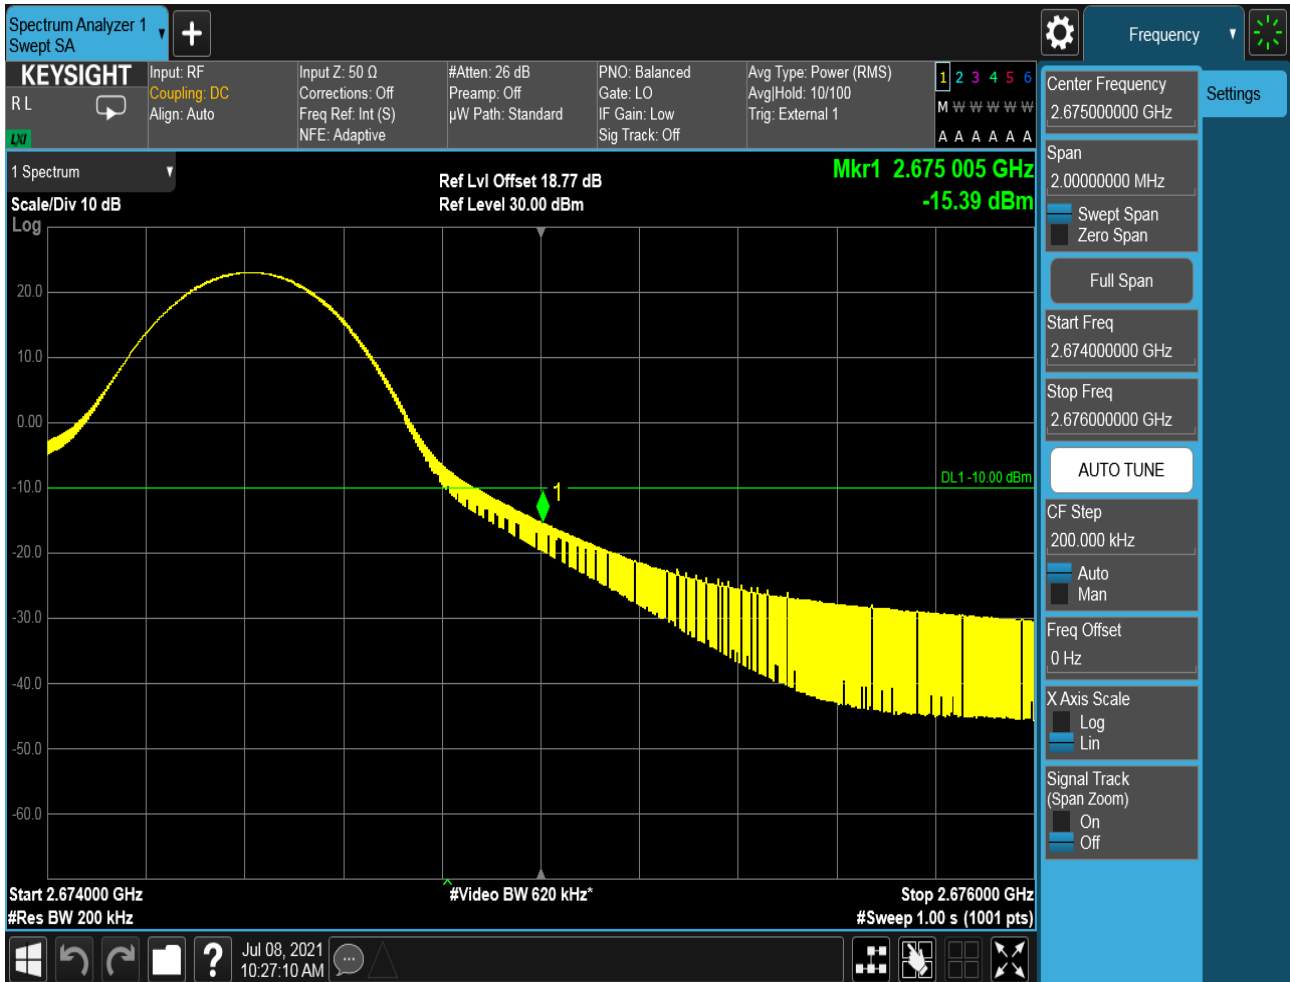 Spectrum Analyzer 1
Swept SA
Frequency
KEYSIGHT
R L
LXI
Input: RF
Coupling: DC
Align: Auto
Input Z: 50 Ω
Corrections: Off
Freq Ref: Int (S)
NFE: Adaptive
#Atten: 26 dB
Preamp: Off
µW Path: Standard
PNO: Balanced
Gate: LO
IF Gain: Low
Sig Track: Off
Avg Type: Power (RMS)
Avg|Hold: 10/100
Trig: External 1
1 2 3 4 5 6
M W W W W W
A A A A A A
1 Spectrum
Scale/Div 10 dB
Log
Ref Lvl Offset 18.77 dB
Ref Level 30.00 dBm
Mkr1 2.675 005 GHz
-15.39 dBm
20.0
10.0
0.00
-10.0
-20.0
-30.0
-40.0
-50.0
-60.0
DL1 -10.00 dBm
1
Start 2.674000 GHz
#Res BW 200 kHz
#Video BW 620 kHz*
Stop 2.676000 GHz
#Sweep 1.00 s (1001 pts)
Jul 08, 2021
10:27:10 AM
?
Center Frequency
2.675000000 GHz
Span
2.00000000 MHz
Swept Span
Zero Span
Full Span
Start Freq
2.674000000 GHz
Stop Freq
2.676000000 GHz
AUTO TUNE
CF Step
200.000 kHz
Auto
Man
Freq Offset
0 Hz
X Axis Scale
Log
Lin
Signal Track
(Span Zoom)
On
Off
Settings